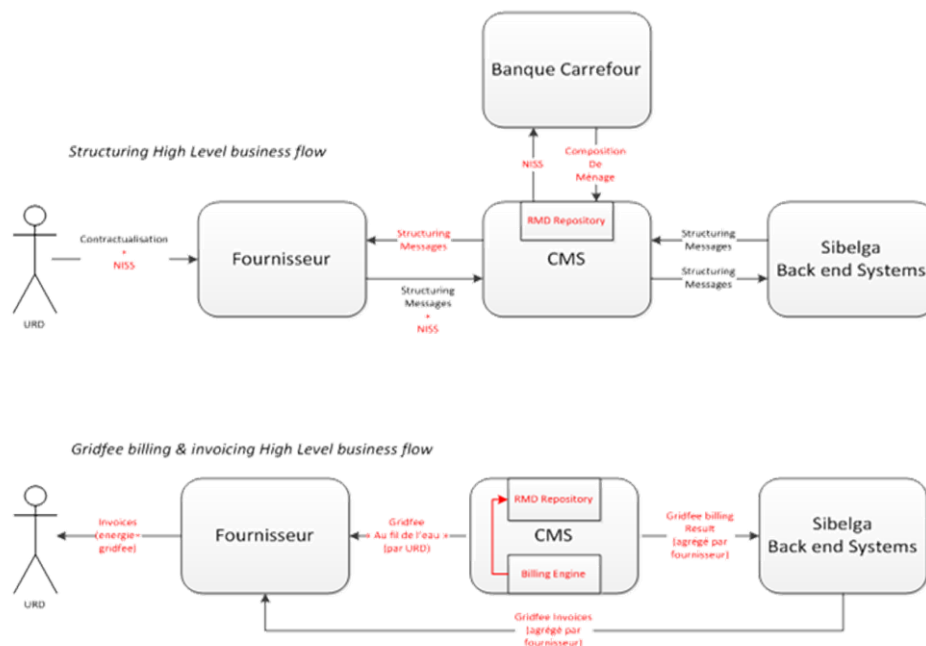 Banque Carrefour
Structuring High Level business flow
NISS
Composition
De
Ménage
Contractualisation
+
NISS
URD
Fournisseur
Structuring
Messages
Structuring
Messages
+
NISS
RMD Repository
CMS
Structuring
Messages
Structuring
Messages
Sibelga
Back end Systems
Gridfee billing & invoicing High Level business flow
URD
Invoices
(energie+
gridfee)
Fournisseur
Gridfee
« Au fil de l'eau »
(par URD)
RMD Repository
CMS
Billing Engine
Gridfee billing
Result
(agrégé par
fournisseur)
Sibelga
Back end Systems
Gridfee Invoices
(agrégé par
fournisseur)